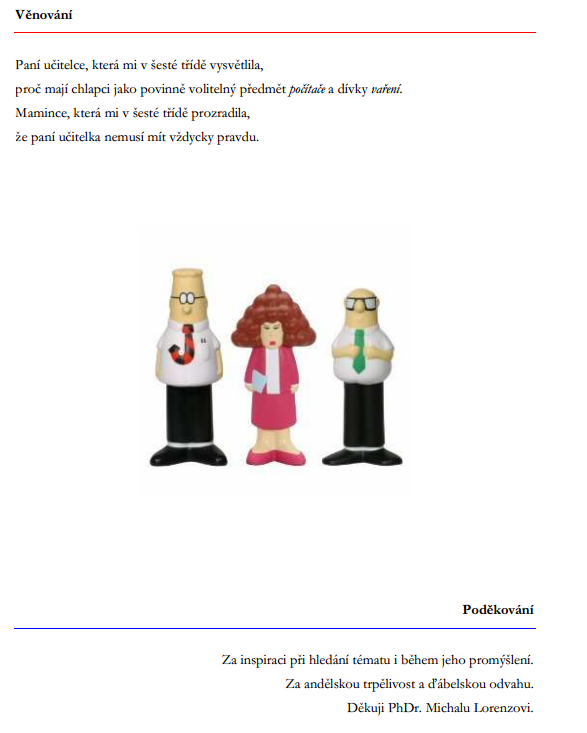 Věnování
Paní učitelce, která mi v šesté třídě vysvětlila,
proč mají chlapci jako povinně volitelný předmět počítače a dívky vaření.
Mamince, která mi v šesté třídě prozradila,
že paní učitelka nemusí mít vždycky pravdu.
Poděkování
Za inspiraci při hledání tématu i během jeho promýšlení.
Za andělskou trpělivost a ďábelskou odvahu.
Děkuji PhDr. Michalu Lorenzovi.